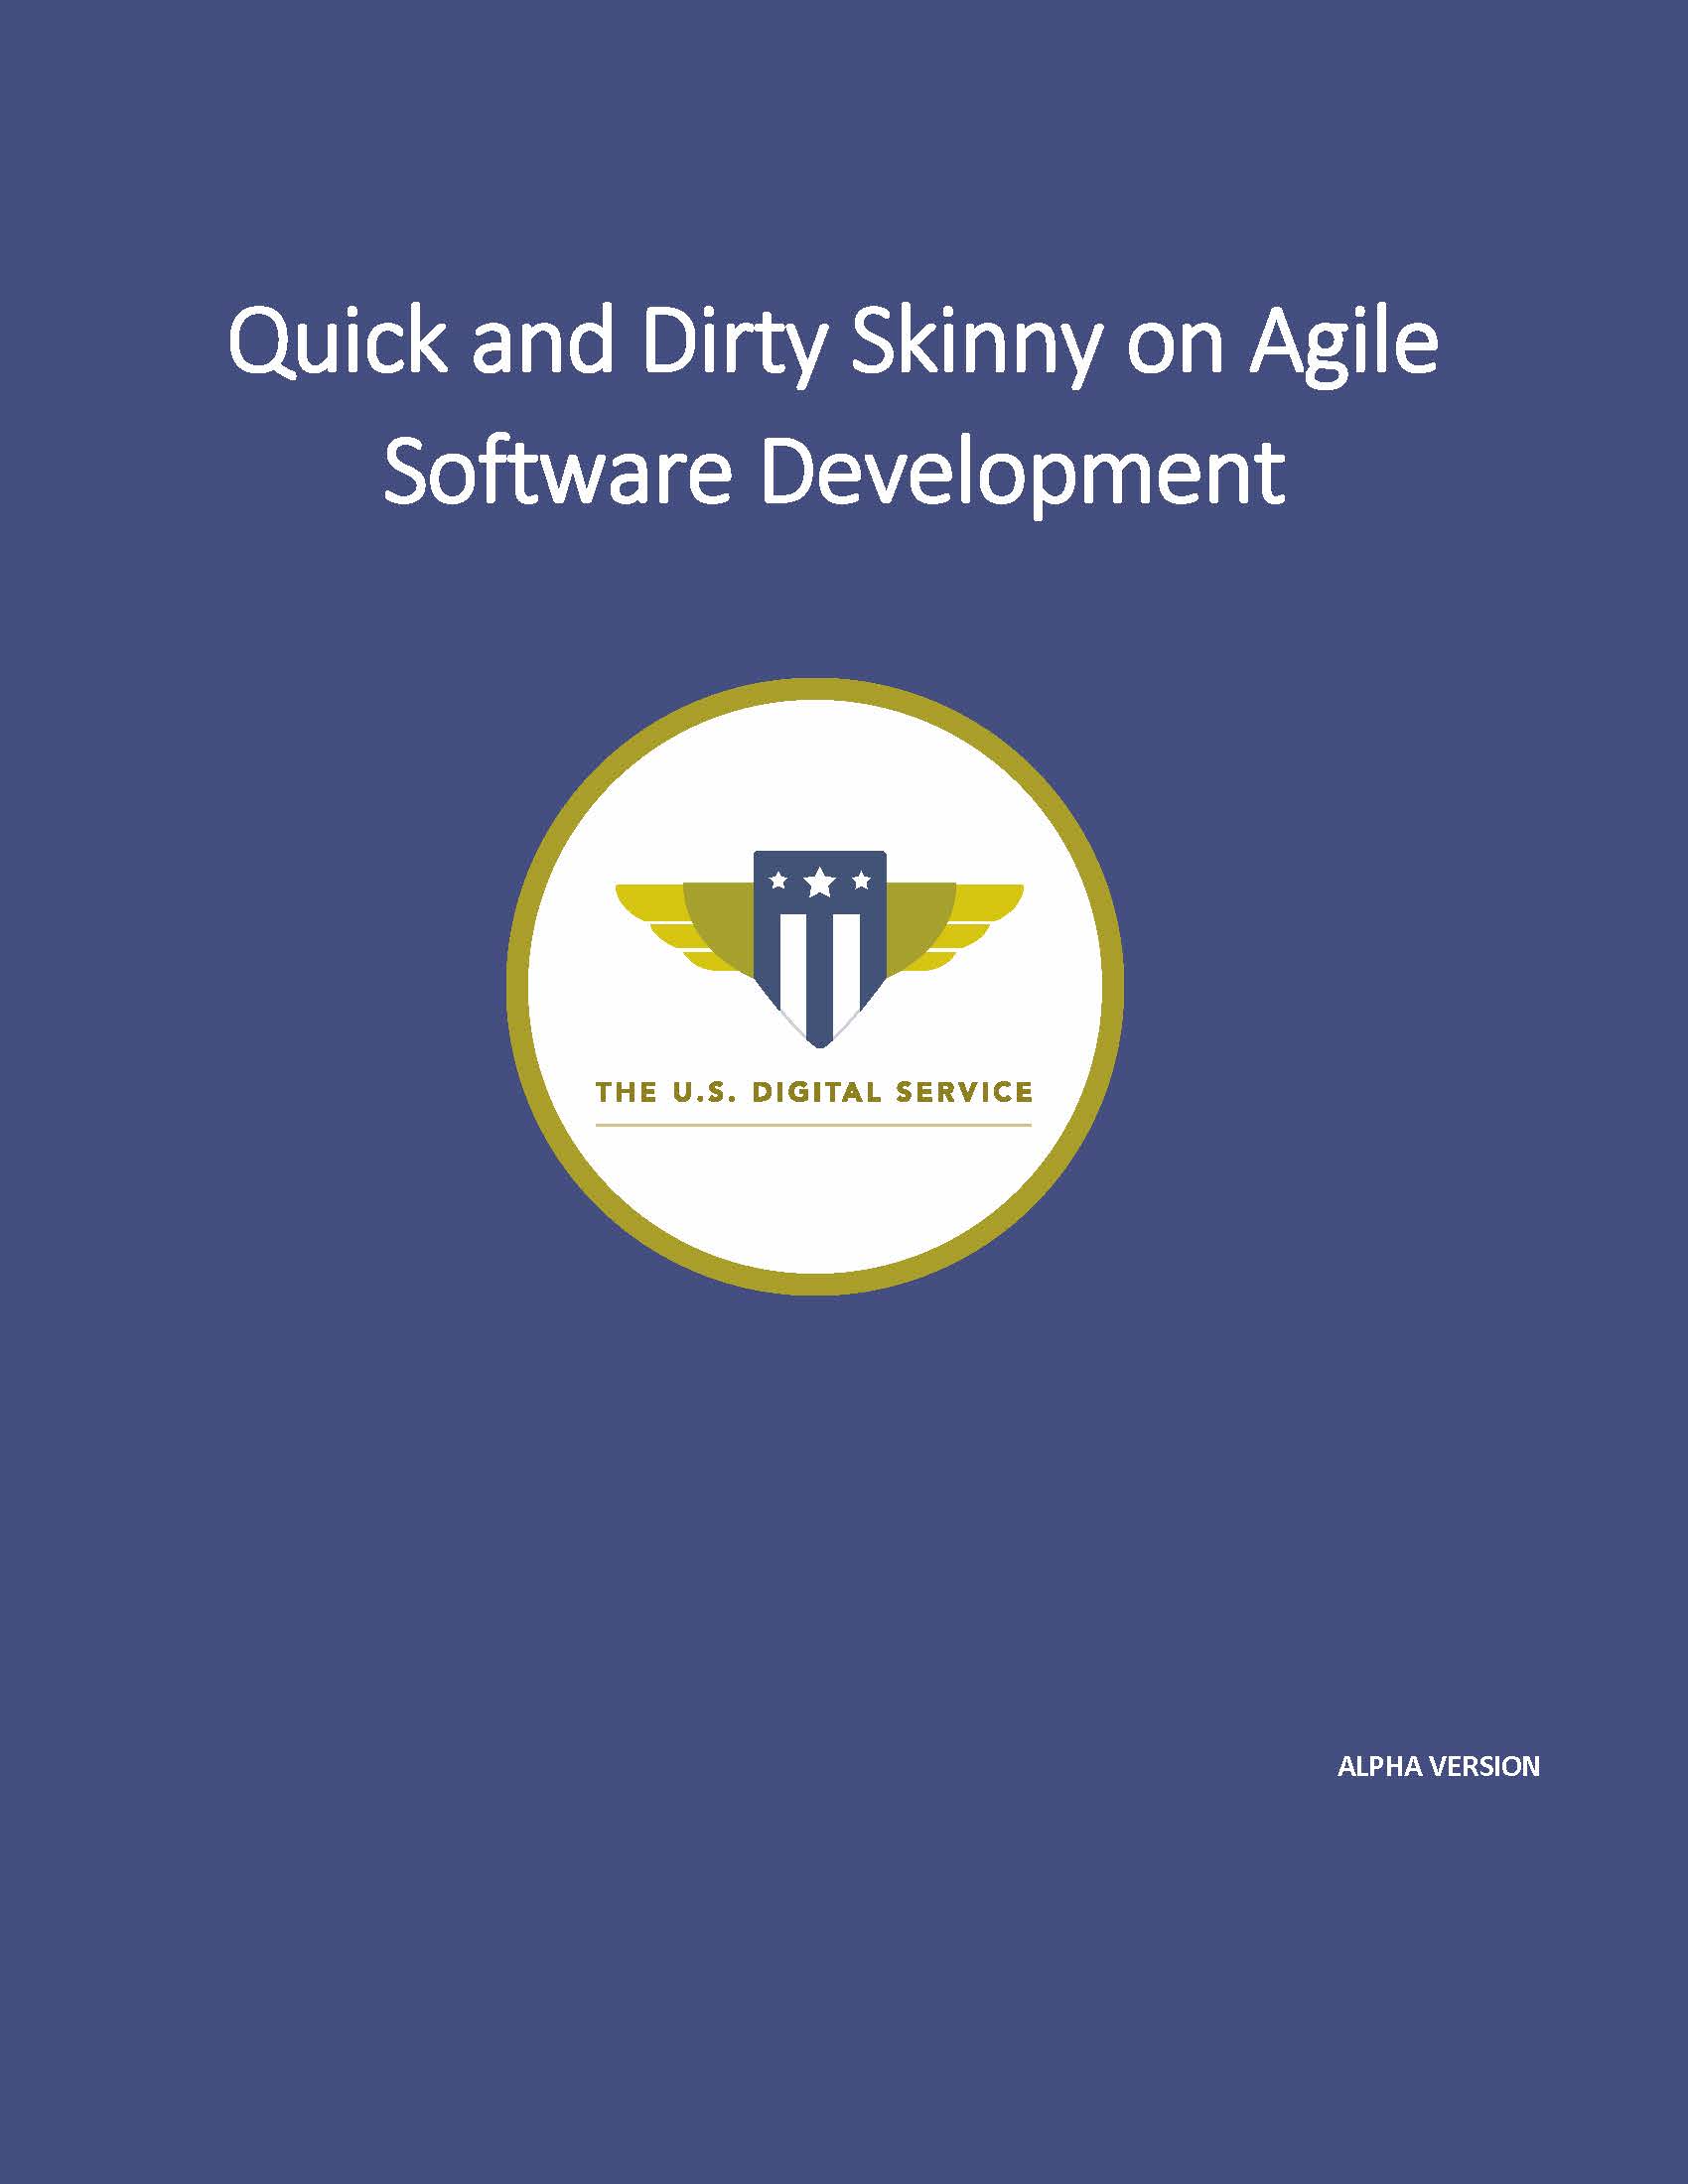 Quick and Dirty Skinny on Agile
Software Development
THE U.S. DIGITAL SERVICE
ALPHA VERSION